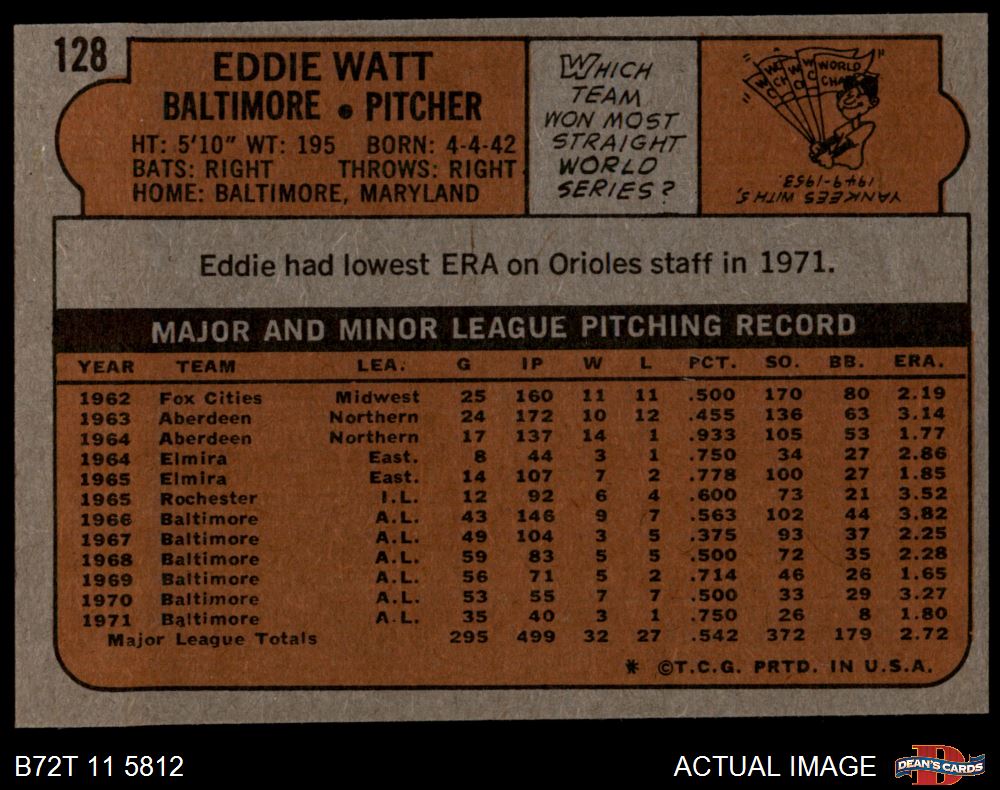 128
EDDIE WATT
BALTIMORE • PITCHER
HT: 5'10" WT: 195 BORN: 4-4-42
BATS: RIGHT THROWS: RIGHT
HOME: BALTIMORE, MARYLAND
WHICH
TEAM
WON MOST
STRAIGHT
WORLD
SERIES?
W C
W C
W C
WORLD
CHA
YANKEES WITH 5,
1949-1953.
Eddie had lowest ERA on Orioles staff in 1971.
MAJOR AND MINOR LEAGUE PITCHING RECORD
YEAR TEAM LEA. G IP W L PCT. SO. BB. ERA.
1962 Fox Cities Midwest 25 160 11 11 .500 170 80 2.19
1963 Aberdeen Northern 24 172 10 12 .455 136 63 3.14
1964 Aberdeen Northern 17 137 14 1 .933 105 53 1.77
1964 Elmira East. 8 44 3 1 .750 34 27 2.86
1965 Elmira East. 14 107 7 2 .778 100 27 1.85
1965 Rochester I.L. 12 92 6 4 .600 73 21 3.52
1966 Baltimore A.L. 43 146 9 7 .563 102 44 3.82
1967 Baltimore A.L. 49 104 3 5 .375 93 37 2.25
1968 Baltimore A.L. 59 83 5 5 .500 72 35 2.28
1969 Baltimore A.L. 56 71 5 2 .714 46 26 1.65
1970 Baltimore A.L. 53 55 7 7 .500 33 29 3.27
1971 Baltimore A.L. 35 40 3 1 .750 26 8 1.80
Major League Totals 295 499 32 27 .542 372 179 2.72
* ©T.C.G. PRTD. IN U.S.A.
B72T 11 5812
ACTUAL IMAGE
D
DEAN'S CARDS